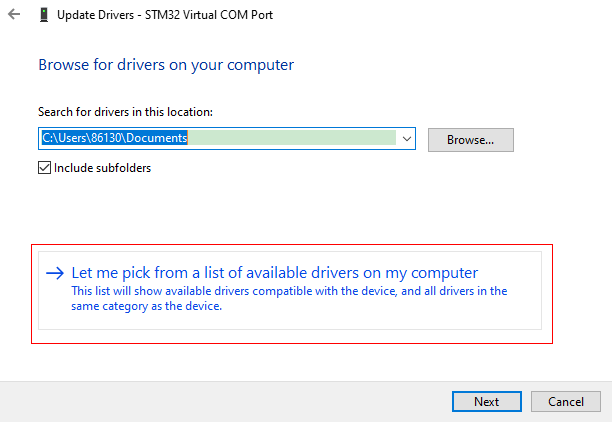 Update Drivers - STM32 Virtual COM Port
Browse for drivers on your computer
Search for drivers in this location:
C:\Users\86130\Documents
Browse...
Include subfolders
Let me pick from a list of available drivers on my computer
This list will show available drivers compatible with the device, and all drivers in the
same category as the device.
Next
Cancel